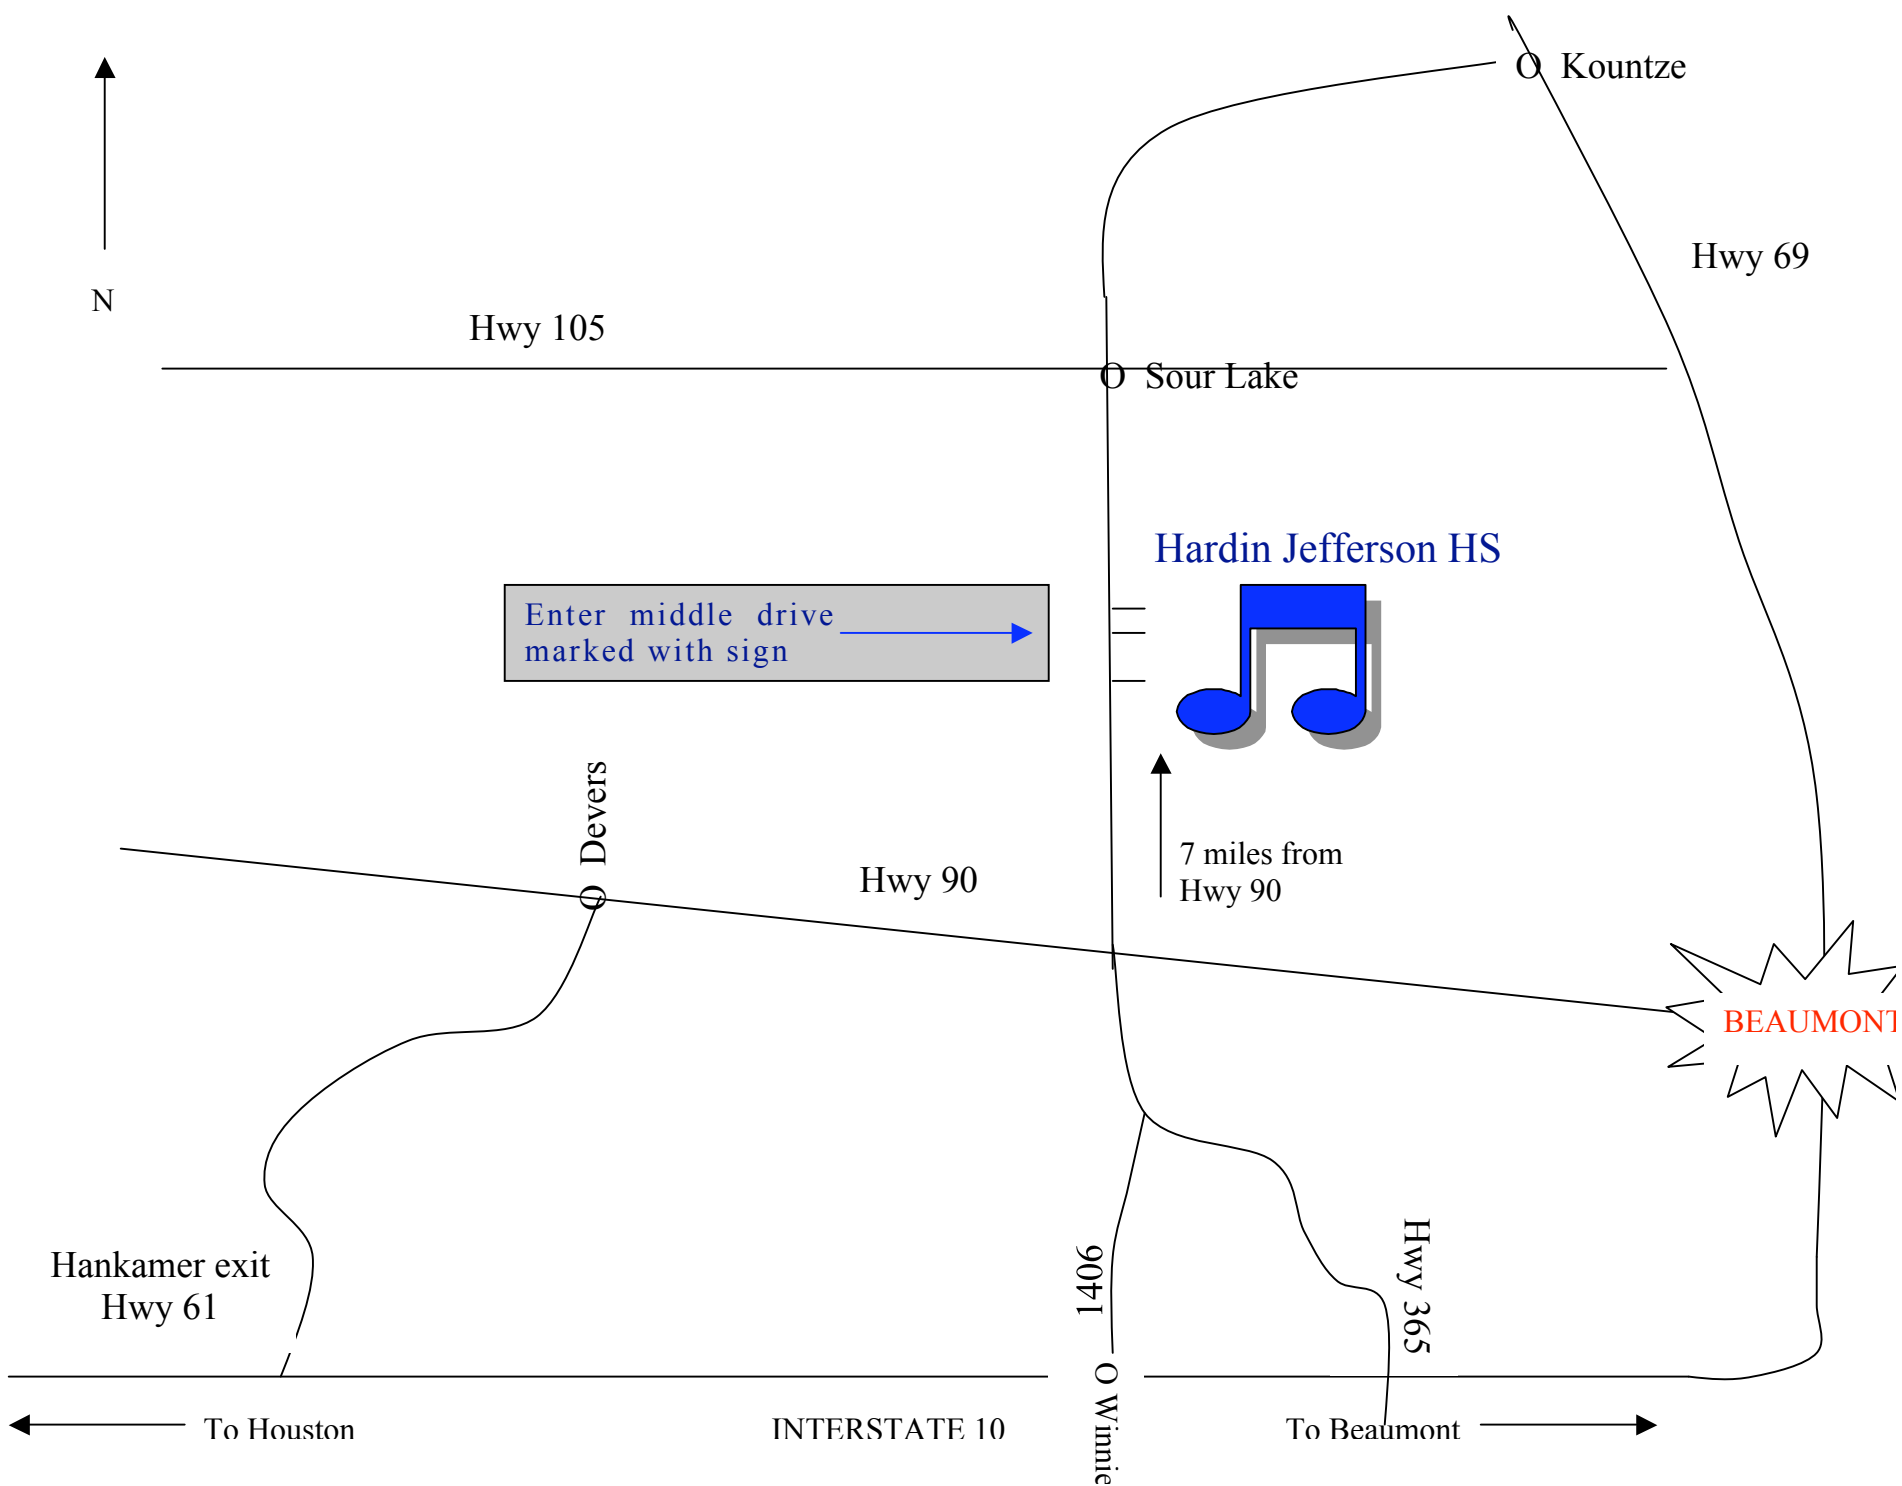 O Kountze
Hwy 69
N
Hwy 105
O Sour Lake
Hardin Jefferson HS
Enter middle drive
marked with sign
O Devers
7 miles from
Hwy 90
Hwy 90
BEAUMONT
Hankamer exit
Hwy 61
1406
Hwy 365
O Winnie
To Houston
INTERSTATE 10
To Beaumont